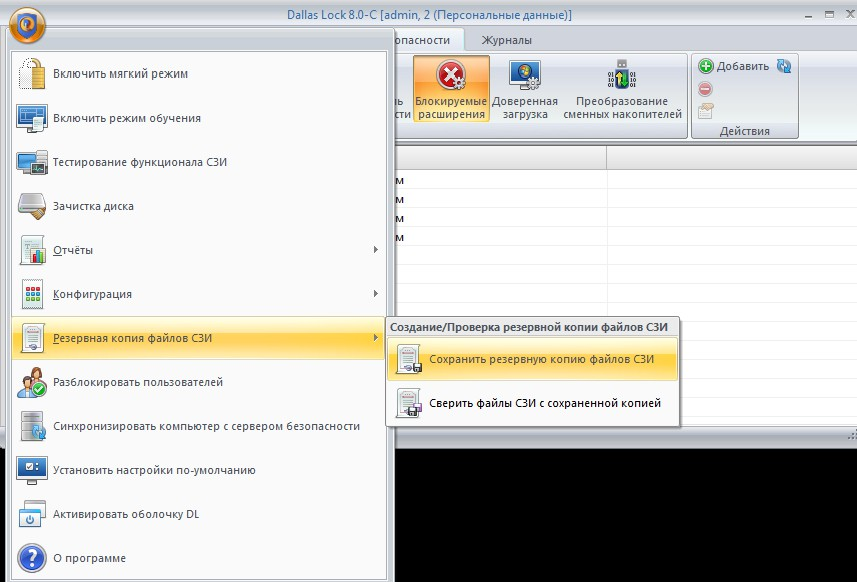 Dallas Lock 8.0-C [admin, 2 (Персональные данные)]
опасности
Журналы
Блокируемые расширения
Доверенная загрузка
Преобразование сменных накопителей
Добавить
Действия
Включить мягкий режим
Включить режим обучения
Тестирование функционала СЗИ
Зачистка диска
Отчёты
Конфигурация
Резервная копия файлов СЗИ
Разблокировать пользователей
Синхронизировать компьютер с сервером безопасности
Установить настройки по-умолчанию
Активировать оболочку DL
О программе
Создание/Проверка резервной копии файлов СЗИ
Сохранить резервную копию файлов СЗИ
Сверить файлы СЗИ с сохраненной копией